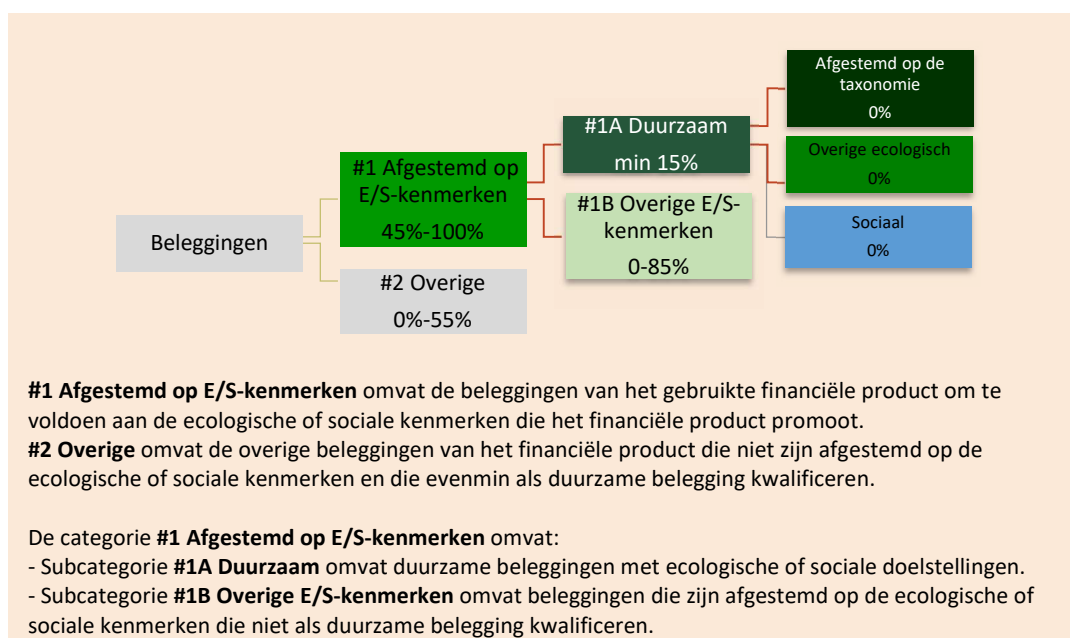 Beleggingen
#1 Afgestemd op
E/S-kenmerken
45%-100%
#2 Overige
0%-55%
#1A Duurzaam
min 15%
#1B Overige E/S-
kenmerken
0-85%
Afgestemd op de
taxonomie
0%
Overige ecologisch
0%
Sociaal
0%
#1 Afgestemd op E/S-kenmerken omvat de beleggingen van het gebruikte financiële product om te
voldoen aan de ecologische of sociale kenmerken die het financiële product promoot.
#2 Overige omvat de overige beleggingen van het financiële product die niet zijn afgestemd op de
ecologische of sociale kenmerken en die evenmin als duurzame belegging kwalificeren.
De categorie #1 Afgestemd op E/S-kenmerken omvat:
- Subcategorie #1A Duurzaam omvat duurzame beleggingen met ecologische of sociale doelstellingen.
- Subcategorie #1B Overige E/S-kenmerken omvat beleggingen die zijn afgestemd op de ecologische of
sociale kenmerken die niet als duurzame belegging kwalificeren.